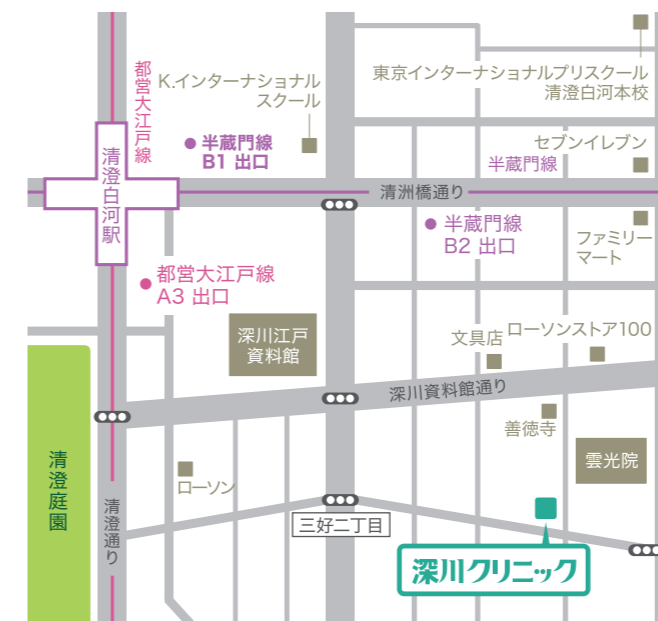 都営大江戸線
K.インターナショナル
スクール
東京インターナショナルプリスクール
清澄白河本校
半蔵門線
B1 出口
セブンイレブン
半蔵門線
清澄白河駅
清洲橋通り
半蔵門線
B2 出口
ファミリー
マート
都営大江戸線
A3 出口
深川江戸
資料館
文具店
ローソンストア100
深川資料館通り
善徳寺
雲光院
清澄庭園
ローソン
清澄通り
三好二丁目
深川クリニック